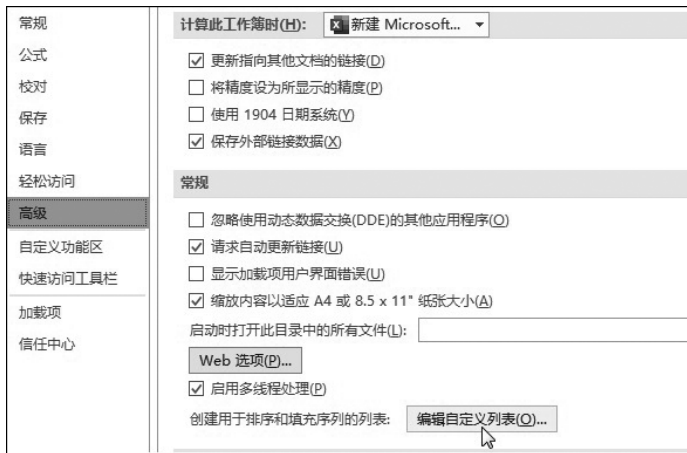 常规
公式
校对
保存
语言
轻松访问
高级
自定义功能区
快速访问工具栏
加载项
信任中心
计算此工作簿时(H): 新建 Microsoft...
更新指向其他文档的链接(D)
将精度设为所显示的精度(P)
使用 1904 日期系统(Y)
保存外部链接数据(X)
常规
忽略使用动态数据交换(DDE)的其他应用程序(O)
请求自动更新链接(U)
显示加载项用户界面错误(U)
缩放内容以适应 A4 或 8.5 x 11" 纸张大小(A)
启动时打开此目录中的所有文件(L):
Web 选项(P)...
启用多线程处理(P)
创建用于排序和填充序列的列表: 编辑自定义列表(O)...